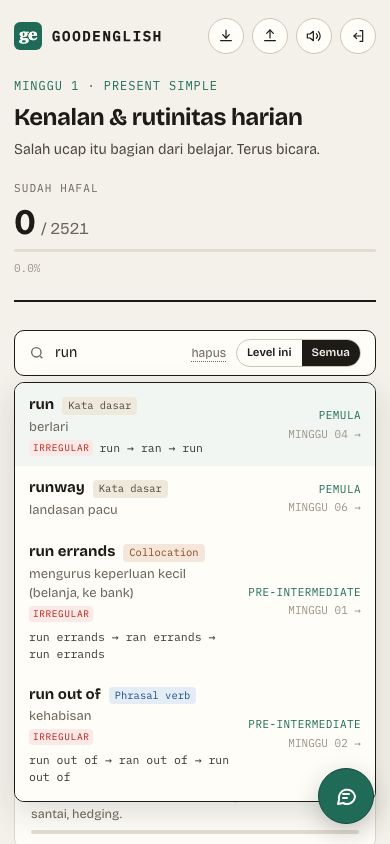 ge GOODENGLISH
MINGGU 1 · PRESENT SIMPLE
Kenalan & rutinitas harian
Salah ucap itu bagian dari belajar. Terus bicara.
SUDAH HAFAL
0 / 2521
0.0%
run hapus Level ini Semua
run Kata dasar
berlari
IRREGULAR run → ran → run
PEMULA
MINGGU 04 →
runway Kata dasar
landasan pacu
PEMULA
MINGGU 06 →
run errands Collocation
mengurus keperluan kecil
(belanja, ke bank)
IRREGULAR
run errands → ran errands →
run errands
PRE-INTERMEDIATE
MINGGU 01 →
run out of Phrasal verb
kehabisan
IRREGULAR
run out of → ran out of → run
out of
PRE-INTERMEDIATE
MINGGU 02 →
santai, hedging.